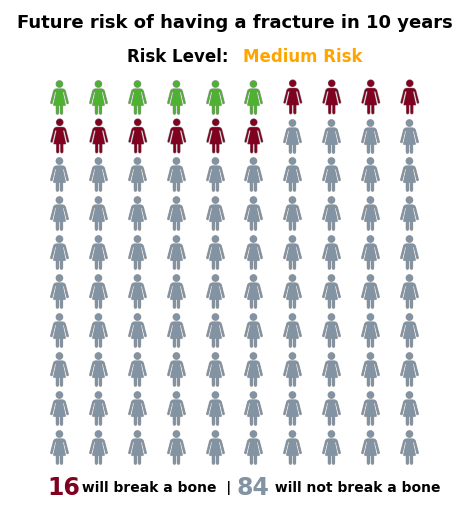 Future risk of having a fracture in 10 years
Risk Level: Medium Risk
16 will break a bone | 84 will not break a bone